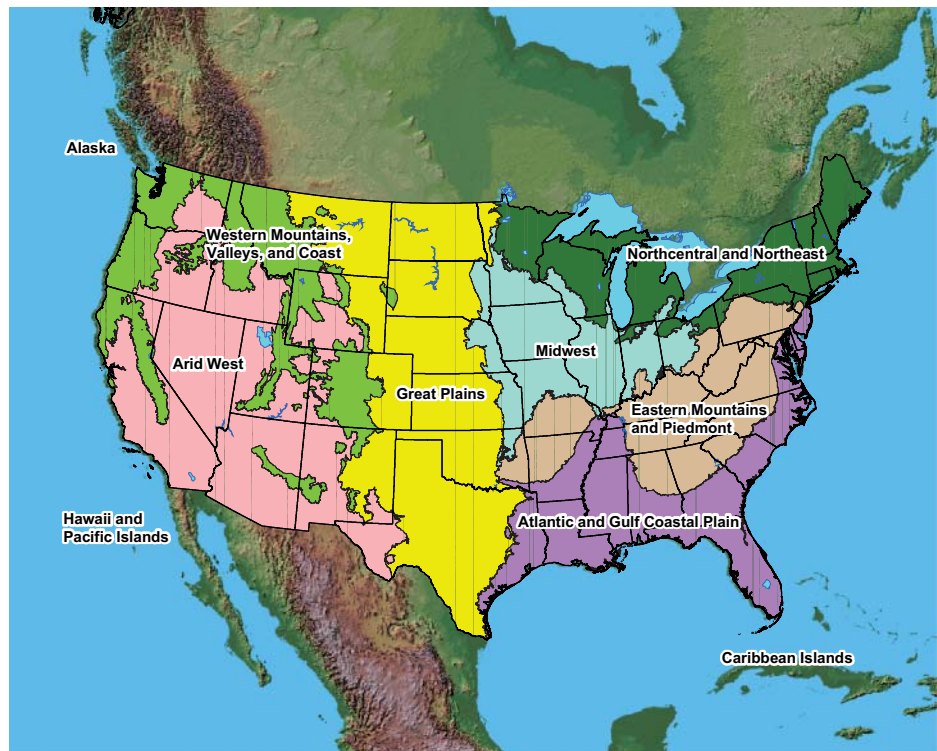 Alaska
Western Mountains,
Valleys, and Coast
Northcentral and Northeast
Arid West
Midwest
Great Plains
Eastern Mountains
and Piedmont
Hawaii and
Pacific Islands
Atlantic and Gulf Coastal Plain
Caribbean Islands